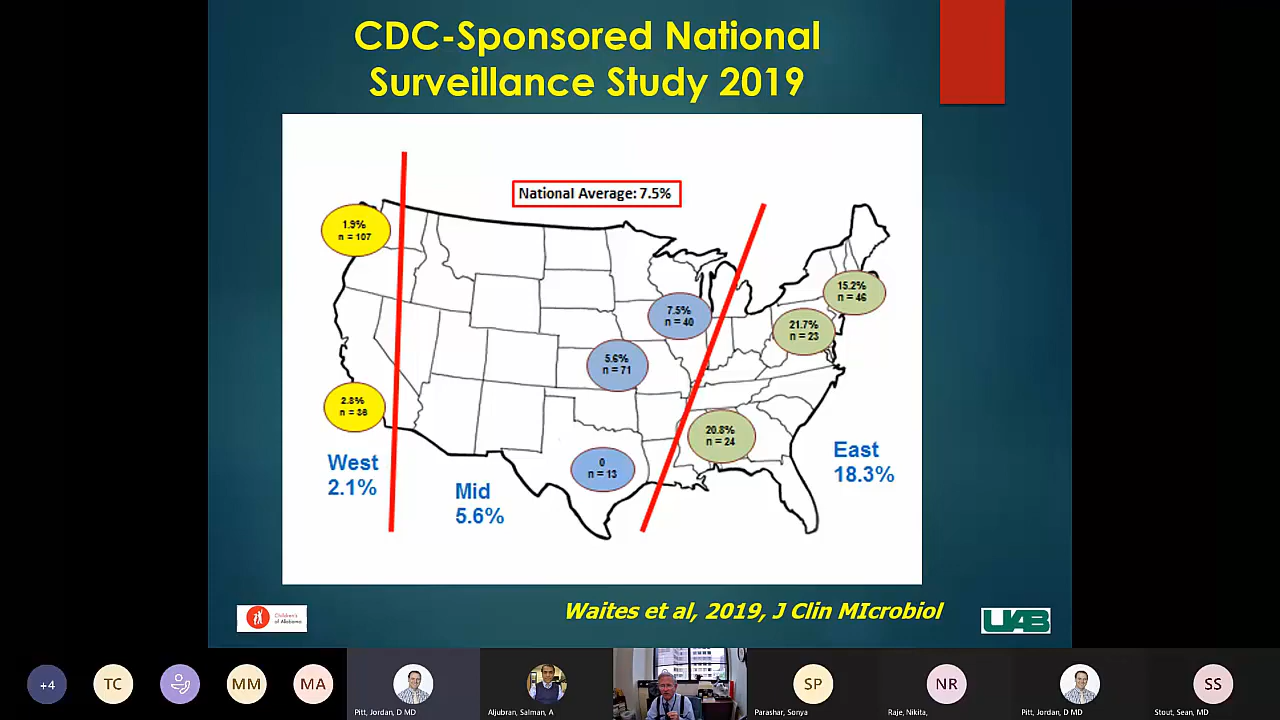 CDC-Sponsored National
Surveillance Study 2019
National Average: 7.5%
1.9%
n = 107
15.2%
n = 46
7.5%
n = 40
21.7%
n = 23
5.6%
n = 71
2.8%
n = 36
20.8%
n = 24
0
n = 13
West
2.1%
Mid
5.6%
East
18.3%
Waites et al, 2019, J Clin MIcrobiol
Children's
of Alabama
UAB
+4
TC
MM
MA
SP
NR
SS
Pitt, Jordan, D MD
Aljubran, Salman, A
Parashar, Sonya
Raje, Nikita,
Pitt, Jordan, D MD
Stout, Sean, MD